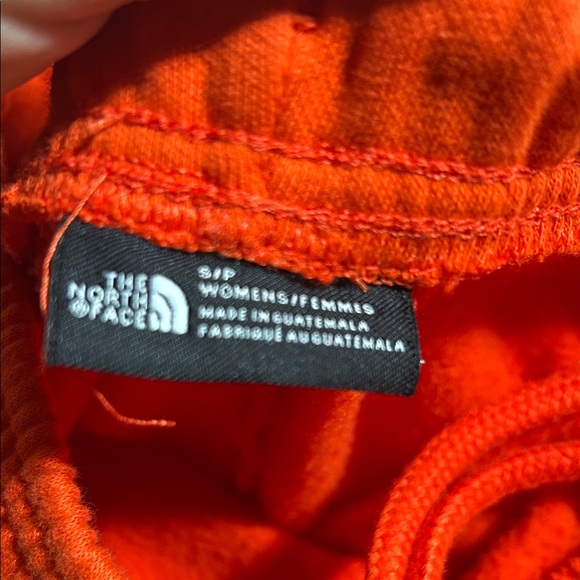 THE
NORTH
FACE
S/P
WOMENS/FEMMES
MADE IN GUATEMALA
FABRIQUÉ AU GUATEMALA